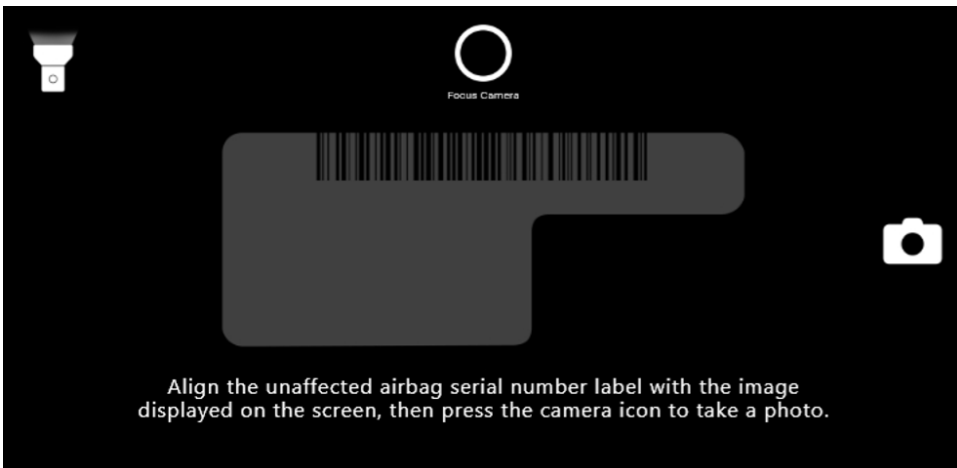 Focus Camera
Align the unaffected airbag serial number label with the image
displayed on the screen, then press the camera icon to take a photo.